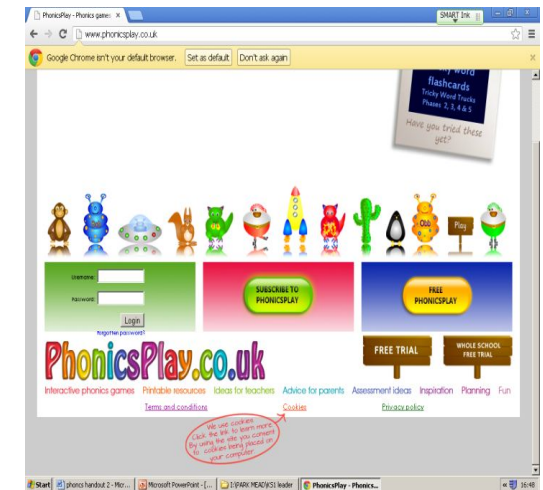 PhonicsPlay - Phonics games
SMART Ink
www.phonicsplay.co.uk
Google Chrome isn't your default browser. Set as default Don't ask again
word
flashcards
Tricky Word Trucks
Phases 2, 3, 4 & 5
Have you tried these
yet?
Play
Username:
Password:
Login
forgotten password?
SUBSCRIBE TO
PHONICSPLAY
FREE
PHONICSPLAY
PhonicsPlay.co.uk
FREE TRIAL
WHOLE SCHOOL
FREE TRIAL
Interactive phonics games Printable resources Ideas for teachers Advice for parents Assessment ideas Inspiration Planning Fun
Terms and conditions Cookies Privacy policy
We use cookies
Click the link to learn more
By using the site you consent
to cookies being placed on
your computer
Start phonics handout 2 - Micr... Microsoft PowerPoint - [... I:\PARK MEAD\KS1 leader PhonicsPlay - Phonics... 16:48